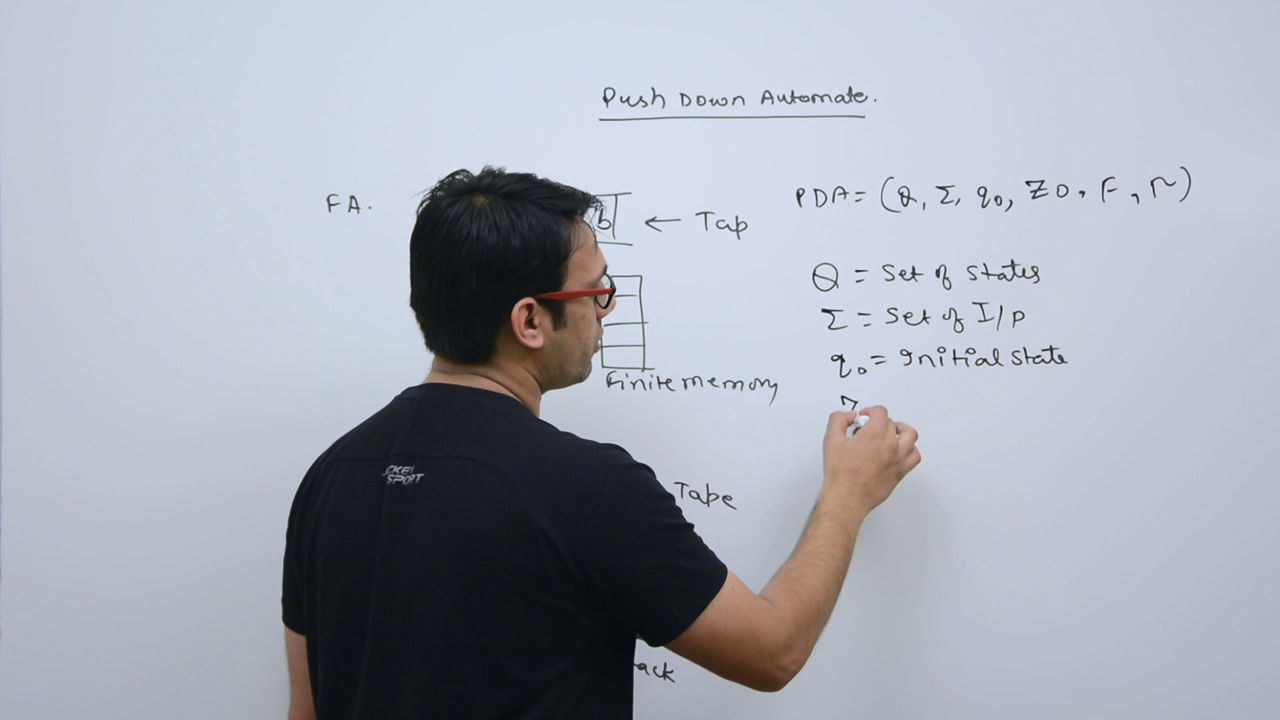 Push Down Automate.
FA.
b ← Tap
PDA = (Q, Σ, q₀, Z0, F, Γ)
Q = Set of States
Σ = Set of I/P
q₀ = Initial State
Finite memory
Z
Tape
SPORT